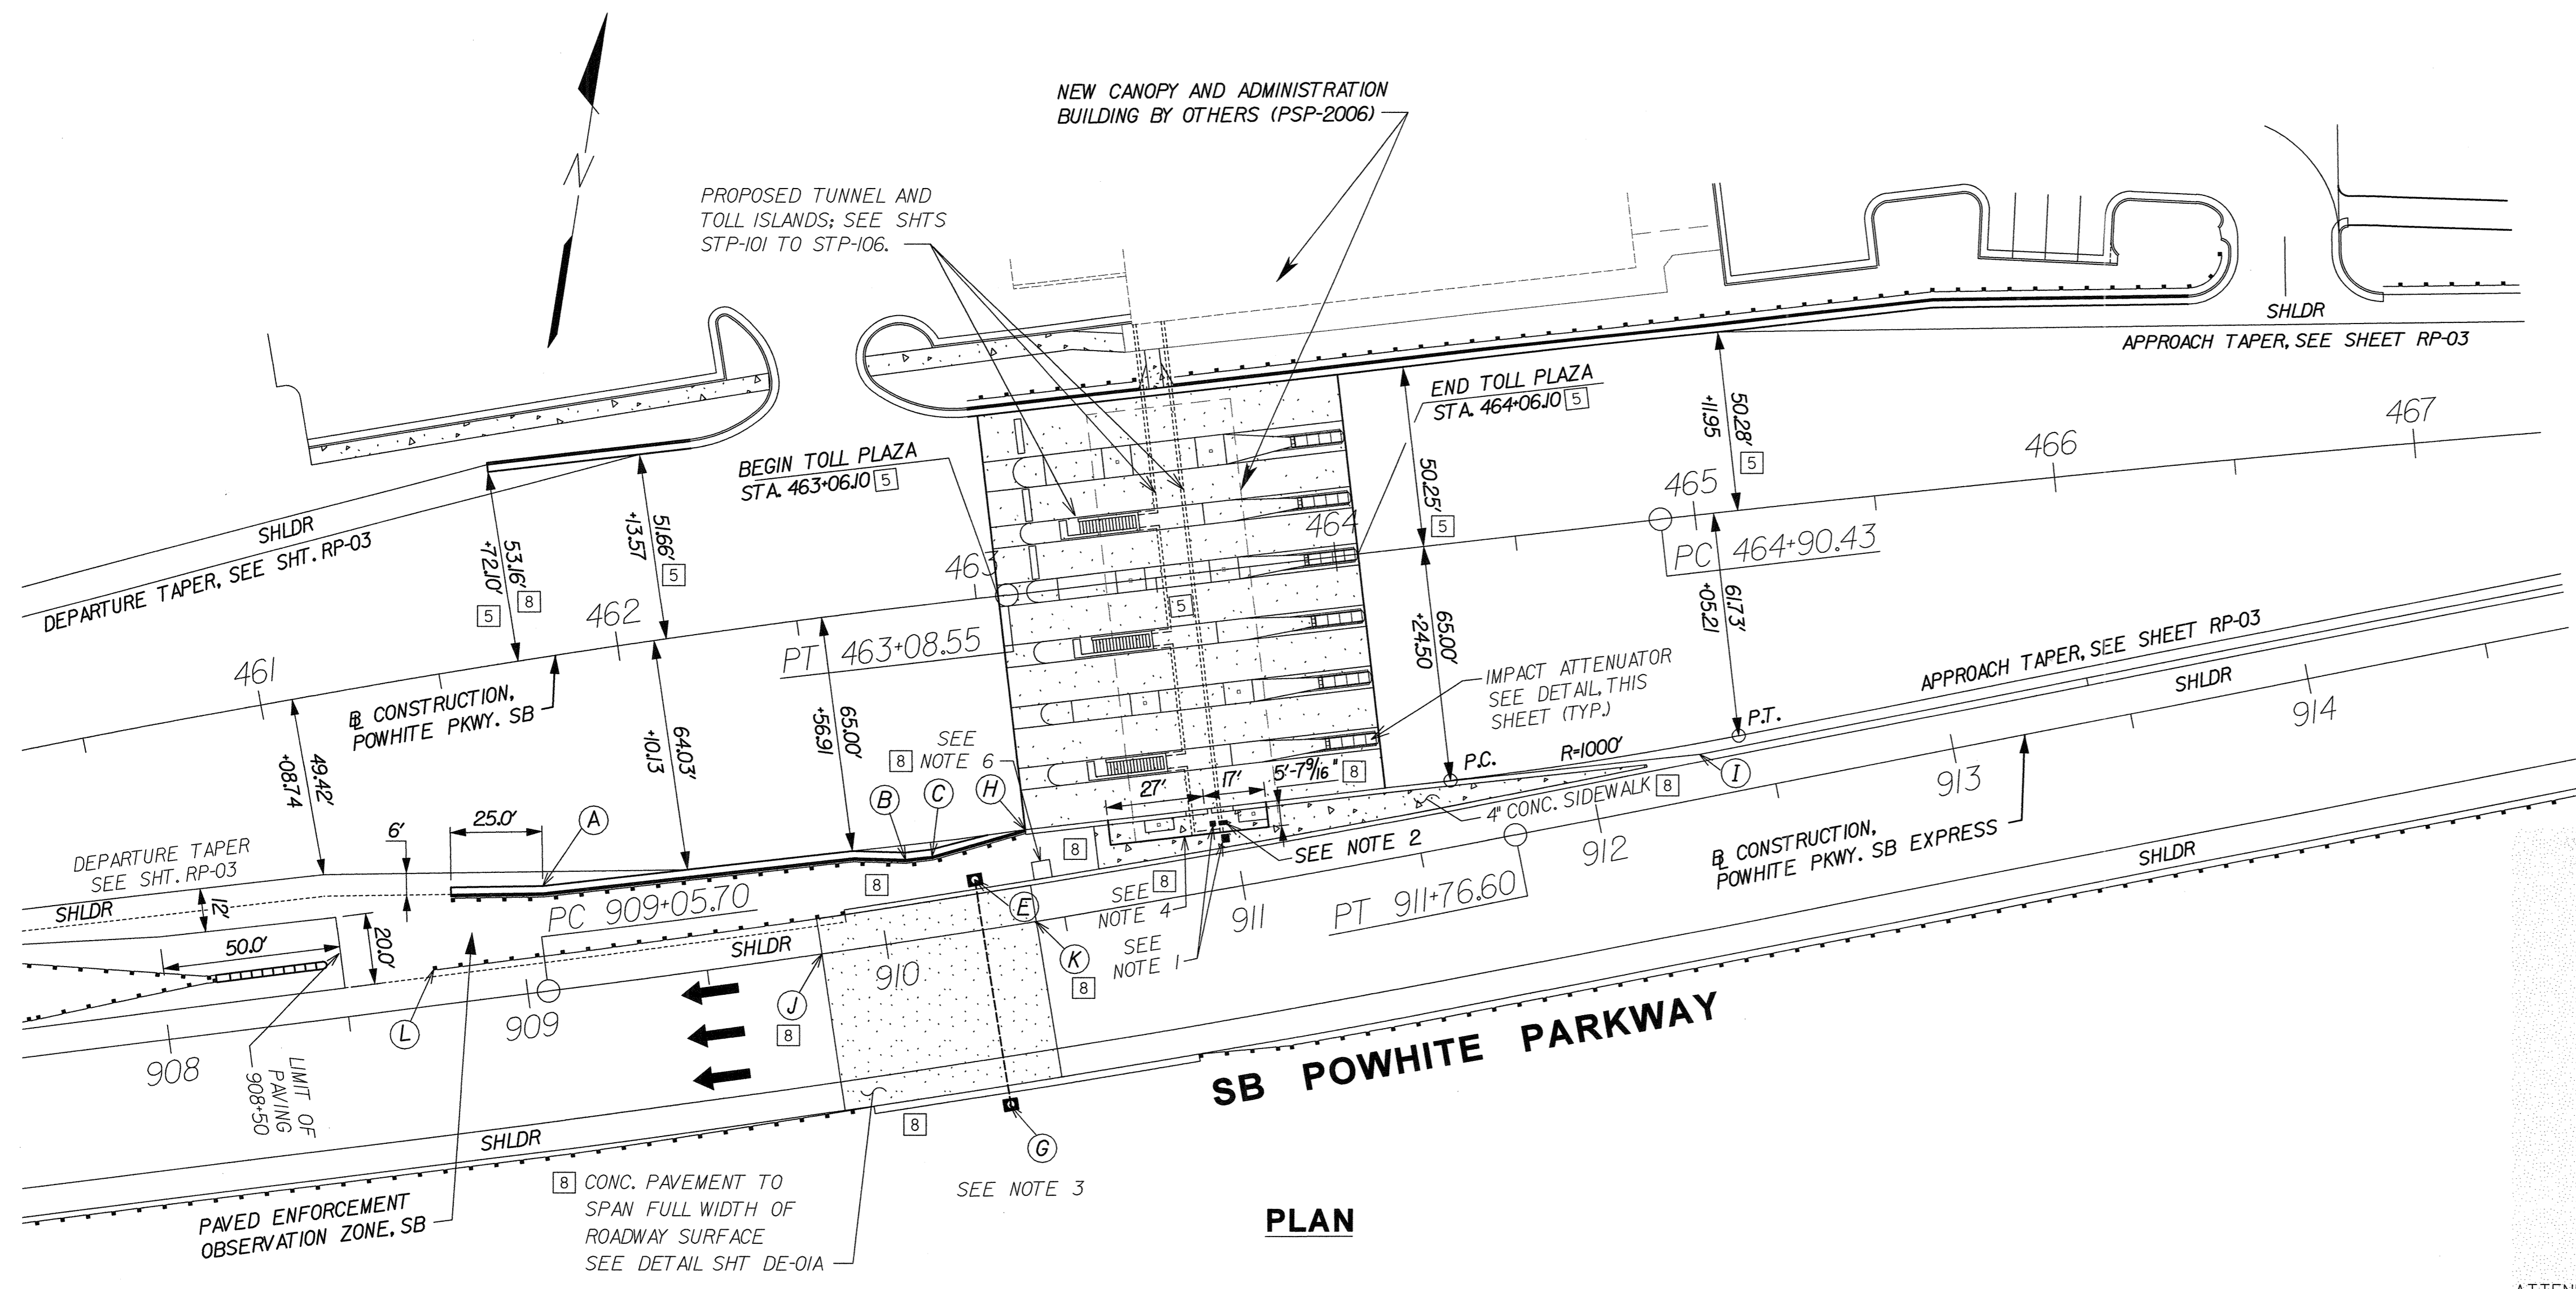 N
NEW CANOPY AND ADMINISTRATION
BUILDING BY OTHERS (PSP-2006)
PROPOSED TUNNEL AND
TOLL ISLANDS; SEE SHTS
STP-101 TO STP-106.
SHLDR
APPROACH TAPER, SEE SHEET RP-03
END TOLL PLAZA
STA. 464+06.10 5
BEGIN TOLL PLAZA
STA. 463+06.10 5
50.28'
+11.95
5
50.25'
5
467
466
465
464
463
462
461
PC 464+90.43
PT 463+08.55
SHLDR
DEPARTURE TAPER, SEE SHT. RP-03
53.16'
+72.10'
5
8
51.66'
+13.57
5
5
BL CONSTRUCTION,
POWHITE PKWY. SB
49.42'
+08.74
64.03'
+10.13
65.00'
+56.91
65.00'
+24.50
61.73'
+05.21
IMPACT ATTENUATOR
SEE DETAIL, THIS
SHEET (TYP.)
APPROACH TAPER, SEE SHEET RP-03
SHLDR
P.C.
R=1000'
P.T.
I
SEE
8 NOTE 6
B
C
H
27'
17'
5'-7 9/16" 8
4" CONC. SIDEWALK 8
SEE NOTE 2
6'
25.0'
A
DEPARTURE TAPER
SEE SHT. RP-03
SHLDR
12'
50.0'
20.0'
8
8
PC 909+05.70
SHLDR
E
K
8
SEE 8
NOTE 4
SEE
NOTE 1
PT 911+76.60
BL CONSTRUCTION,
POWHITE PKWY. SB EXPRESS
SHLDR
914
913
912
911
910
909
908
J
8
L
LIMIT OF
PAVING
908+50
SB POWHITE PARKWAY
SHLDR
8
G
SEE NOTE 3
8 CONC. PAVEMENT TO
SPAN FULL WIDTH OF
ROADWAY SURFACE
SEE DETAIL SHT DE-01A
PAVED ENFORCEMENT
OBSERVATION ZONE, SB
PLAN